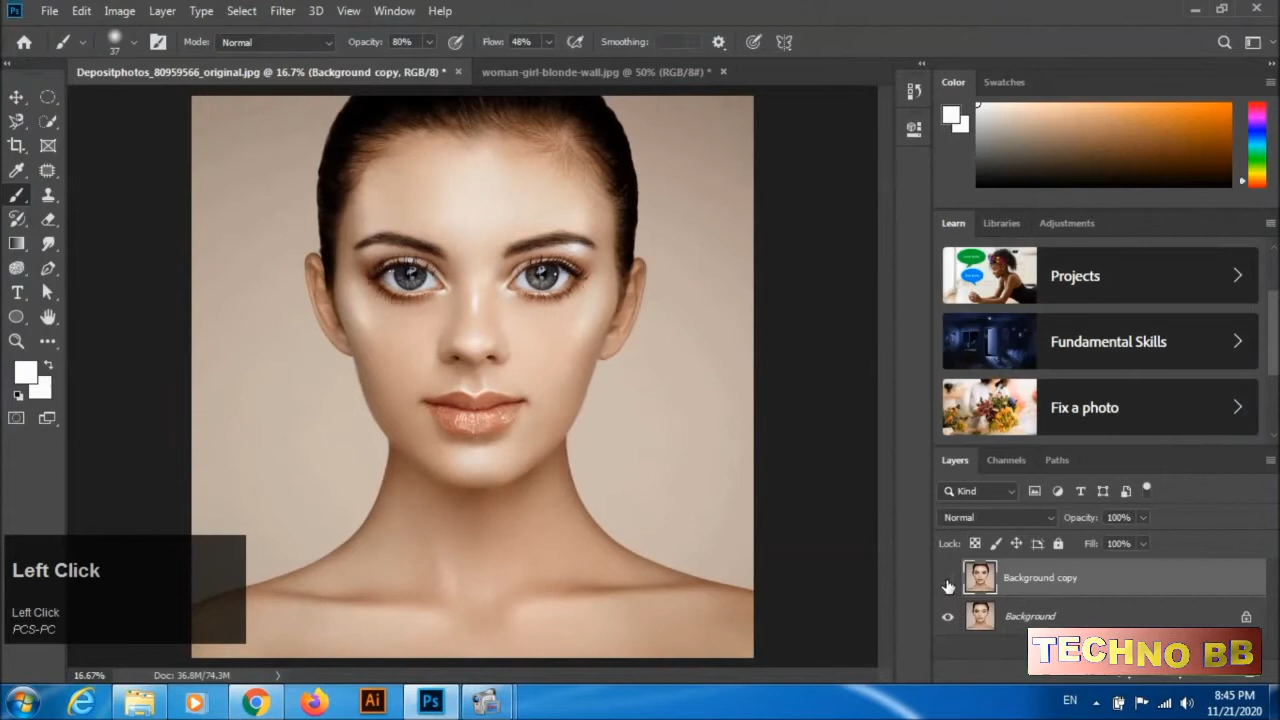 Ps File Edit Image Layer Type Select Filter 3D View Window Help
37 Mode: Normal Opacity: 80% Flow: 48% Smoothing:
Depositphotos_80959566_original.jpg @ 16.7% (Background copy, RGB/8) * × woman-girl-blonde-wall.jpg @ 50% (RGB/8#) * ×
Color Swatches
Learn Libraries Adjustments
Projects
Fundamental Skills
Fix a photo
Layers Channels Paths
Kind
Normal Opacity: 100%
Lock: Fill: 100%
Background copy
Background
Left Click
Left Click
PCS-PC
TECHNO BB
16.67% Doc: 36.8M/74.3M
Ai Ps EN 8:45 PM
11/21/2020